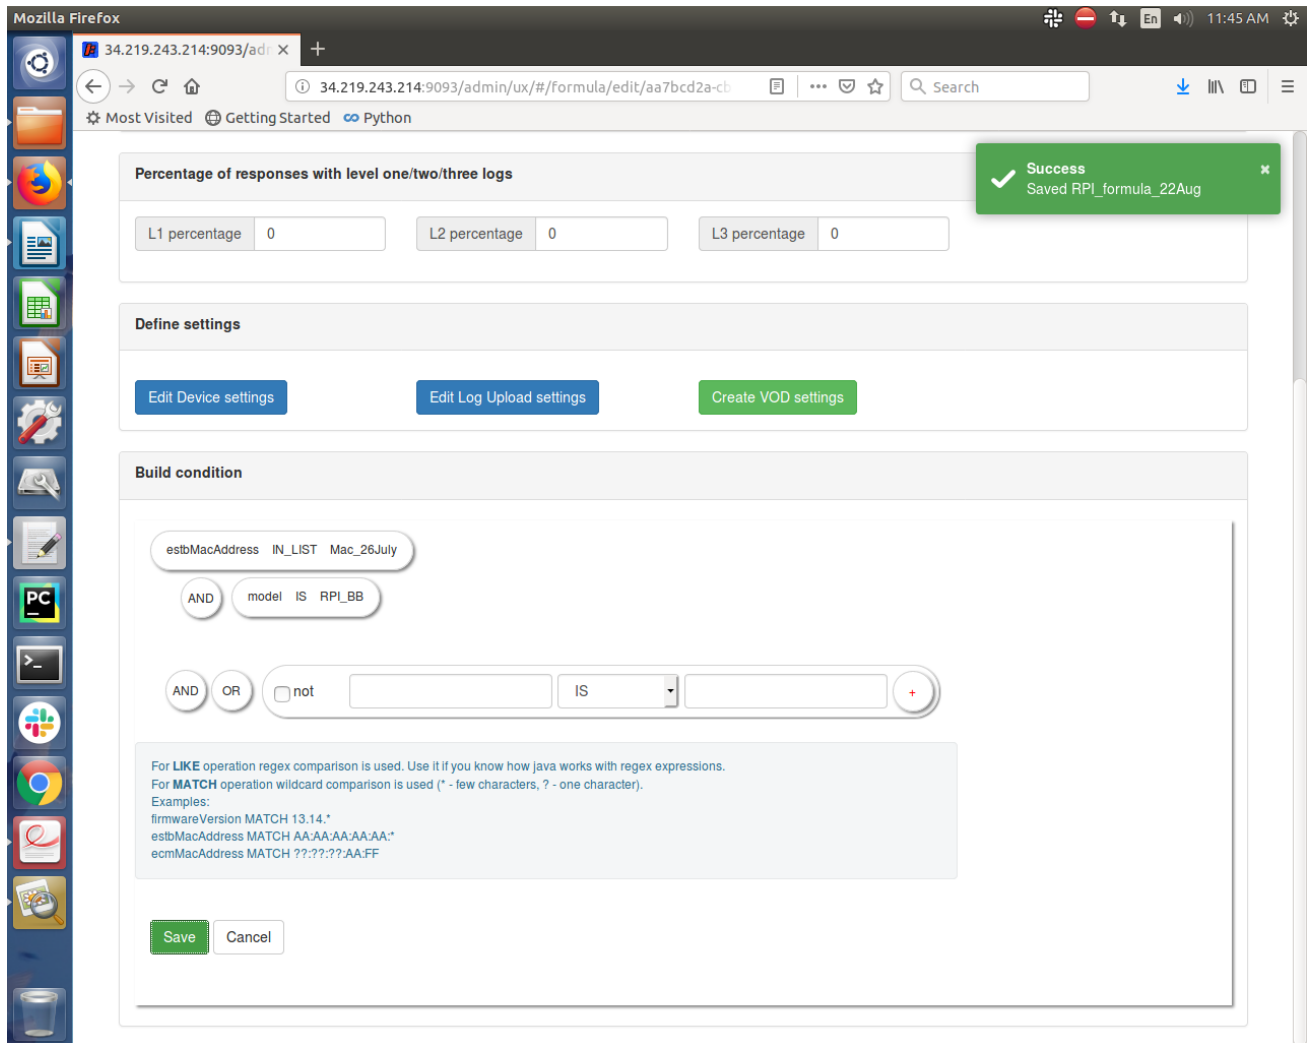 Mozilla Firefox
En
11:45 AM
34.219.243.214:9093/adr
34.219.243.214:9093/admin/ux/#/formula/edit/aa7bcd2a-cb
Search
Most Visited Getting Started Python
Percentage of responses with level one/two/three logs
Success
Saved RPI_formula_22Aug
L1 percentage 0
L2 percentage 0
L3 percentage 0
Define settings
Edit Device settings
Edit Log Upload settings
Create VOD settings
Build condition
estbMacAddress IN_LIST Mac_26July
AND model IS RPI_BB
AND OR not IS +
For LIKE operation regex comparison is used. Use it if you know how java works with regex expressions.
For MATCH operation wildcard comparison is used (* - few characters, ? - one character).
Examples:
firmwareVersion MATCH 13.14.*
estbMacAddress MATCH AA:AA:AA:AA:AA:*
ecmMacAddress MATCH ??:??:??:AA:FF
Save Cancel
PC